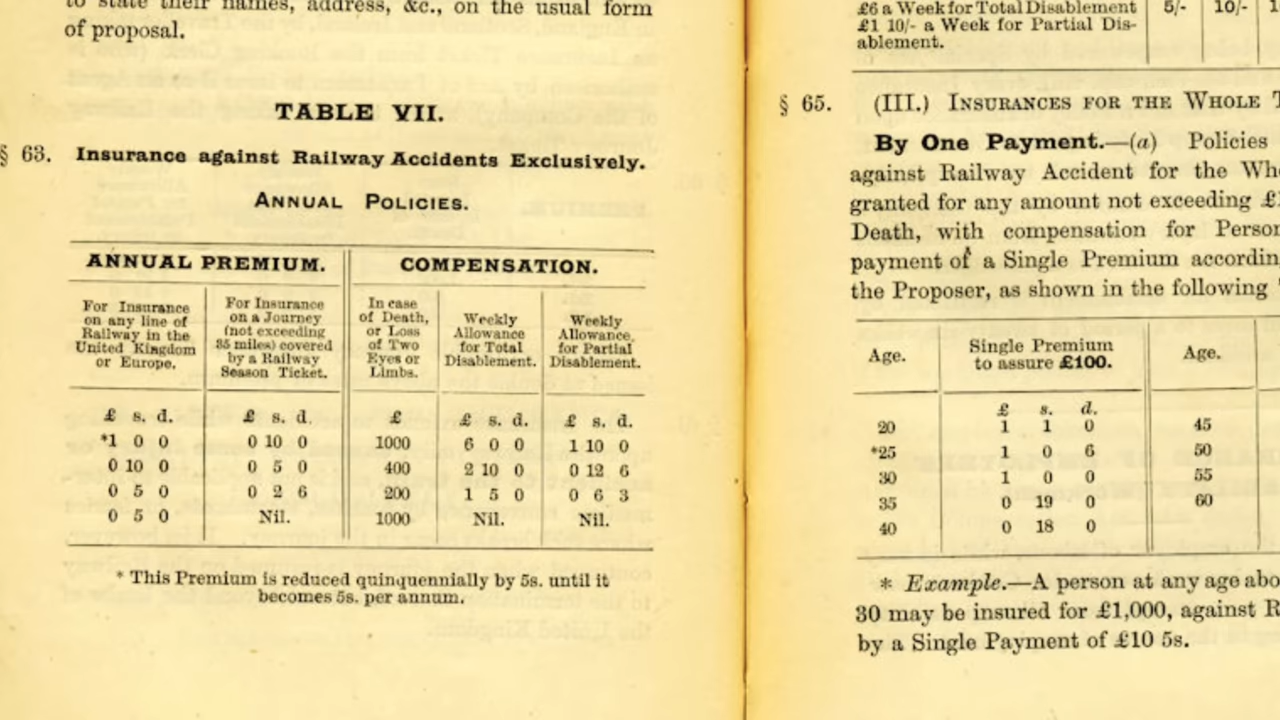 to state their names, address, &c., on the usual form
of proposal.
TABLE VII.
§ 63. Insurance against Railway Accidents Exclusively.
ANNUAL POLICIES.
ANNUAL PREMIUM. COMPENSATION.
For Insurance
on any line of
Railway in the
United Kingdom
or Europe.
For Insurance
on a Journey
(not exceeding
35 miles) covered
by a Railway
Season Ticket.
In case
of Death,
or Loss
of Two
Eyes or
Limbs.
Weekly
Allowance
for Total
Disablement.
Weekly
Allowance
for Partial
Disablement.
£ s. d. £ s. d. £ £ s. d. £ s. d.
*1 0 0 0 10 0 1000 6 0 0 1 10 0
0 10 0 0 5 0 400 2 10 0 0 12 6
0 5 0 0 2 6 200 1 5 0 0 6 3
0 5 0 Nil. 1000 Nil. Nil.
* This Premium is reduced quinquennially by 5s. until it
becomes 5s. per annum.
£6 a Week for Total Disablement 5/- 10/-
£1 10/- a Week for Partial Dis-
ablement.
§ 65. (III.) INSURANCES FOR THE WHOLE
By One Payment.—(a) Policies
against Railway Accident for the
granted for any amount not exceeding
Death, with compensation for
payment of a Single Premium
the Proposer, as shown in the following
Age. Single Premium
to assure £100. Age.
£ s. d.
20 1 1 0 45
*25 1 0 6 50
30 1 0 0 55
35 0 19 0 60
40 0 18 0
* Example.—A person at any age
30 may be insured for £1,000, against
by a Single Payment of £10 5s.